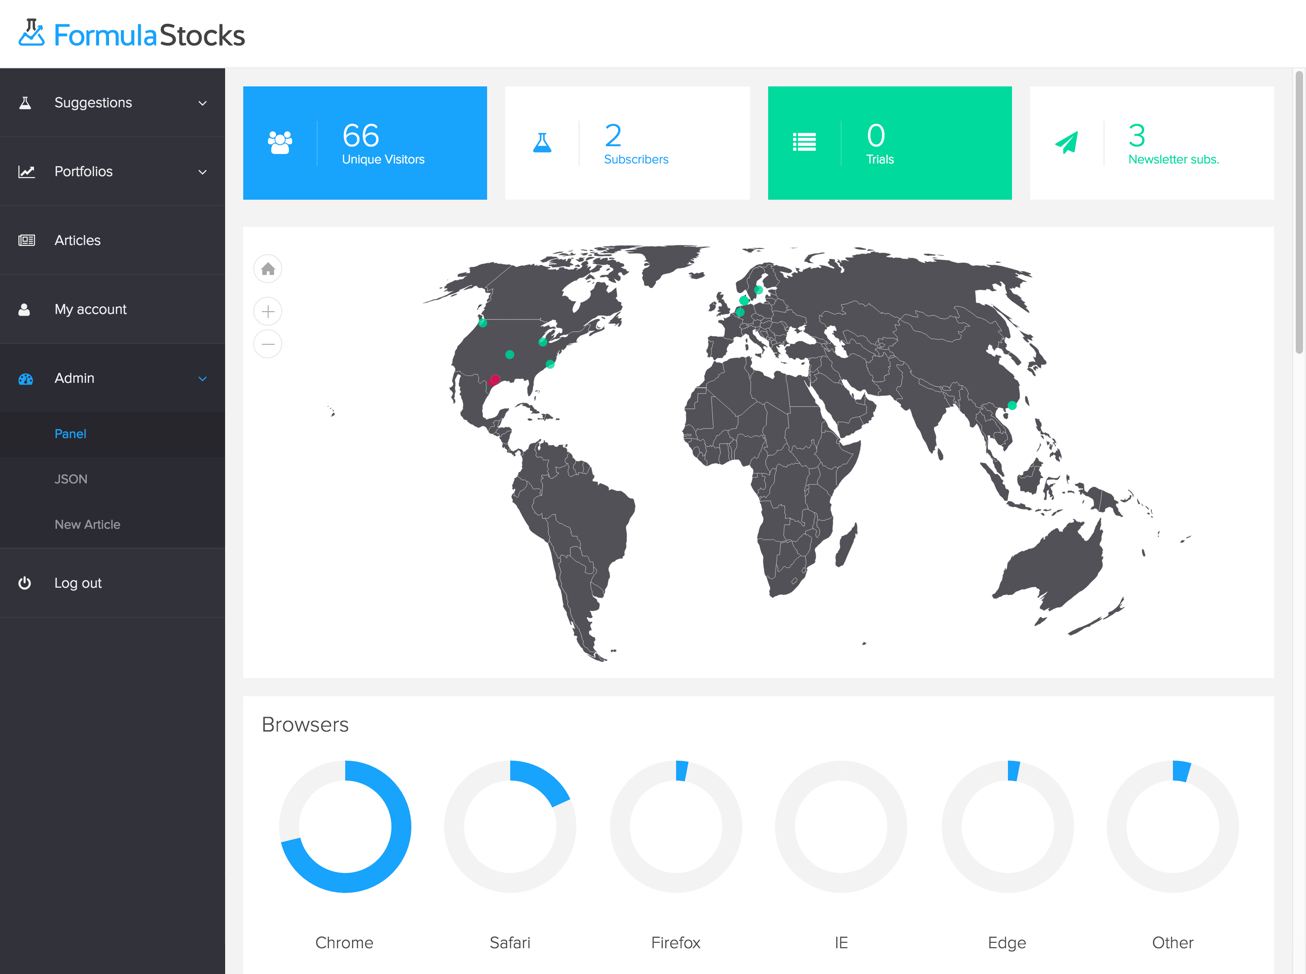 FormulaStocks
Suggestions
Portfolios
Articles
My account
Admin
Panel
JSON
New Article
Log out
66
Unique Visitors
2
Subscribers
0
Trials
3
Newsletter subs.
Browsers
Chrome
Safari
Firefox
IE
Edge
Other